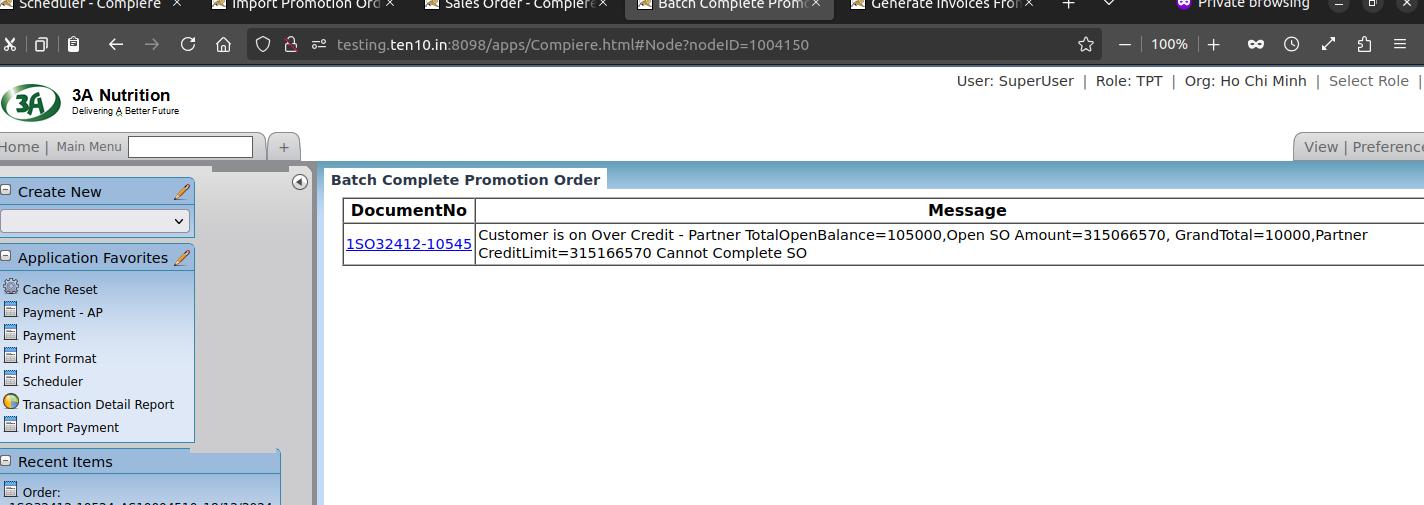 Scheduler - Compiere
Import Promotion Ord
Sales Order - Compiere
Batch Complete Promo
Generate Invoices From
Private browsing
testing.ten10.in:8098/apps/Compiere.html#Node?nodeID=1004150
100%
User: SuperUser | Role: TPT | Org: Ho Chi Minh | Select Role |
3A
3A Nutrition
Delivering A Better Future
Home | Main Menu
+
View | Preference
Create New
Batch Complete Promotion Order
DocumentNo
Message
1SO32412-10545
Customer is on Over Credit - Partner TotalOpenBalance=105000,Open SO Amount=315066570, GrandTotal=10000,Partner
CreditLimit=315166570 Cannot Complete SO
Application Favorites
Cache Reset
Payment - AP
Payment
Print Format
Scheduler
Transaction Detail Report
Import Payment
Recent Items
Order: